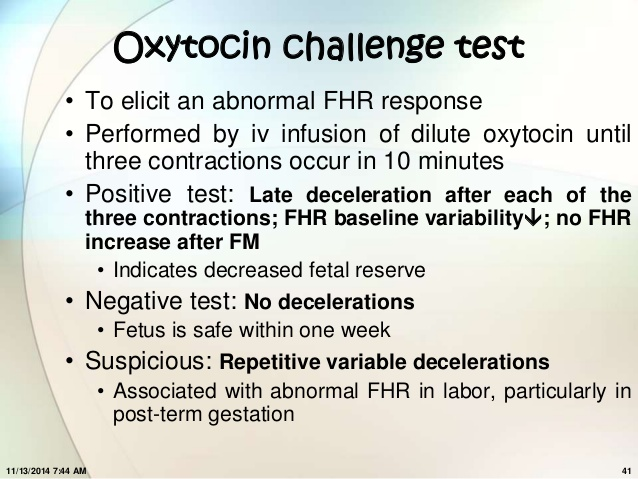 Oxytocin challenge test
• To elicit an abnormal FHR response
• Performed by iv infusion of dilute oxytocin until
three contractions occur in 10 minutes
• Positive test: Late deceleration after each of the
three contractions; FHR baseline variability🡻; no FHR
increase after FM
• Indicates decreased fetal reserve
• Negative test: No decelerations
• Fetus is safe within one week
• Suspicious: Repetitive variable decelerations
• Associated with abnormal FHR in labor, particularly in
post-term gestation
11/13/2014 7:44 AM 41